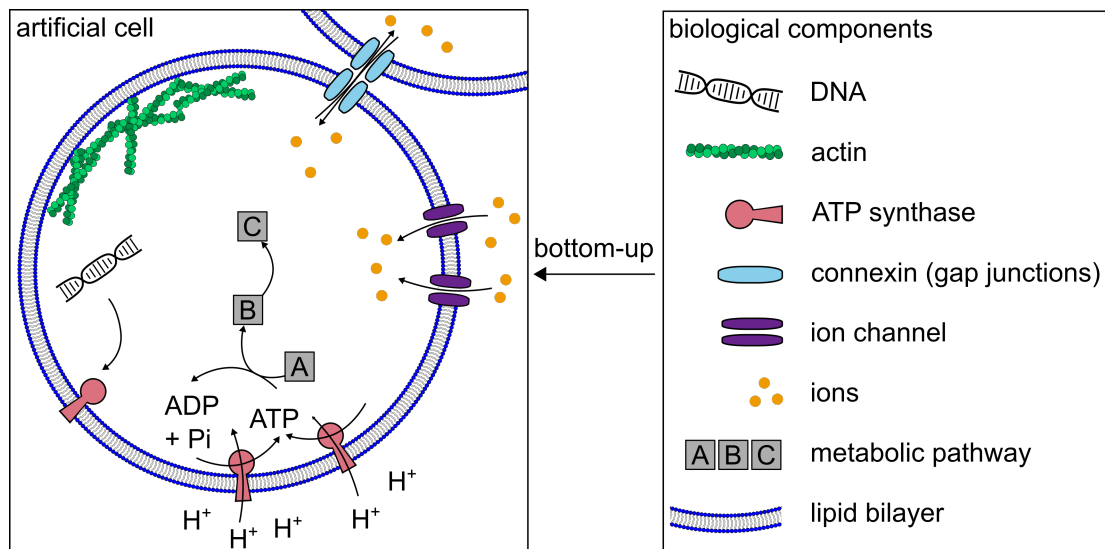 artificial cell
C
B
A
ADP
+ Pi
ATP
H⁺
H⁺
H⁺
H⁺
H⁺
bottom-up
biological components
DNA
actin
ATP synthase
connexin (gap junctions)
ion channel
ions
A B C metabolic pathway
lipid bilayer